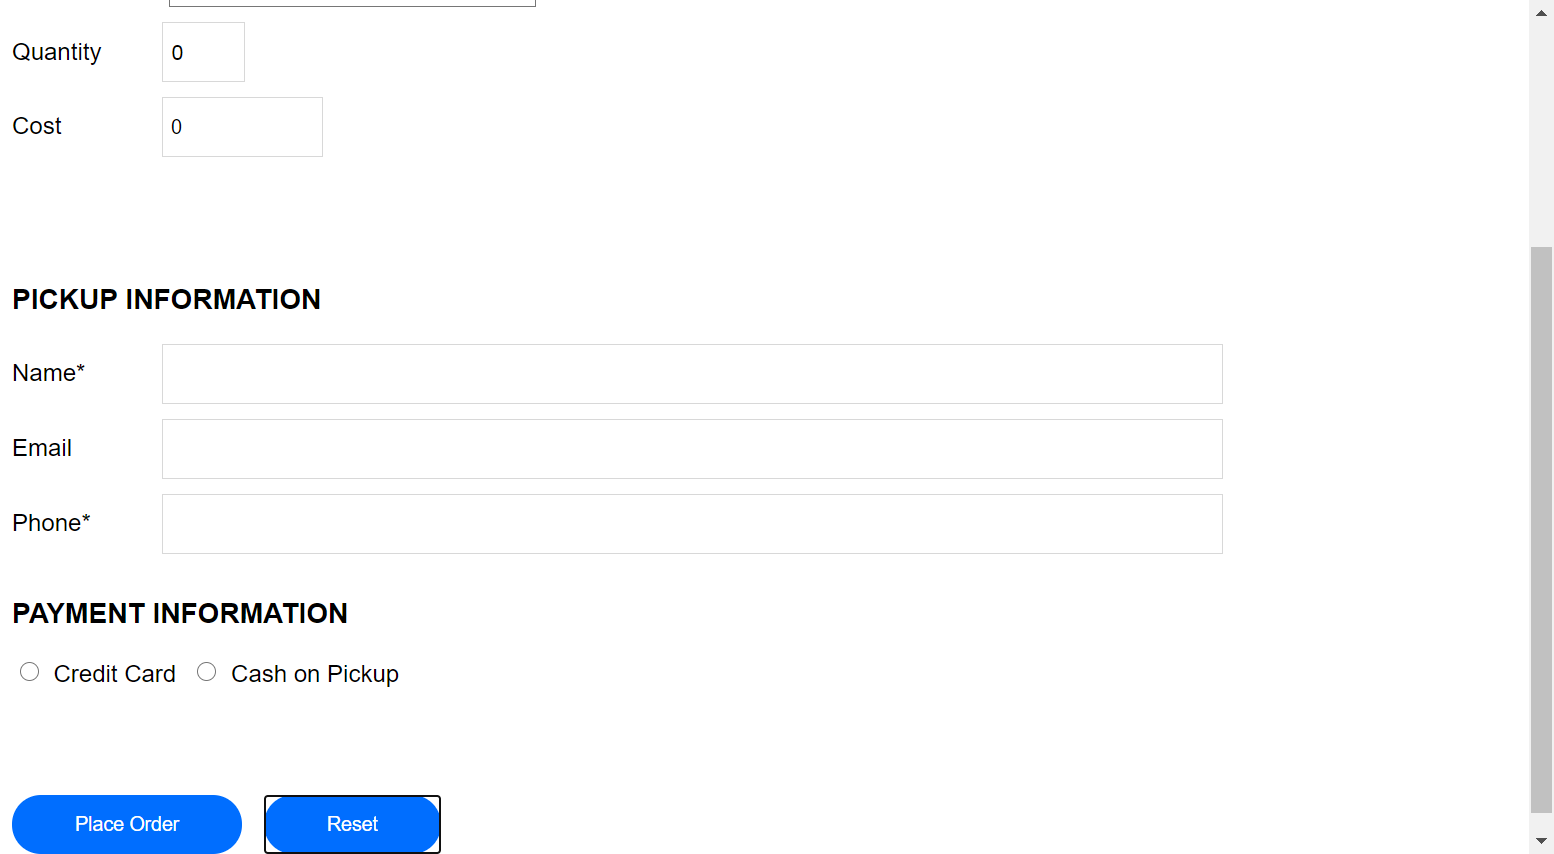 Quantity 0
Cost 0
PICKUP INFORMATION
Name*
Email
Phone*
PAYMENT INFORMATION
Credit Card Cash on Pickup
Place Order Reset